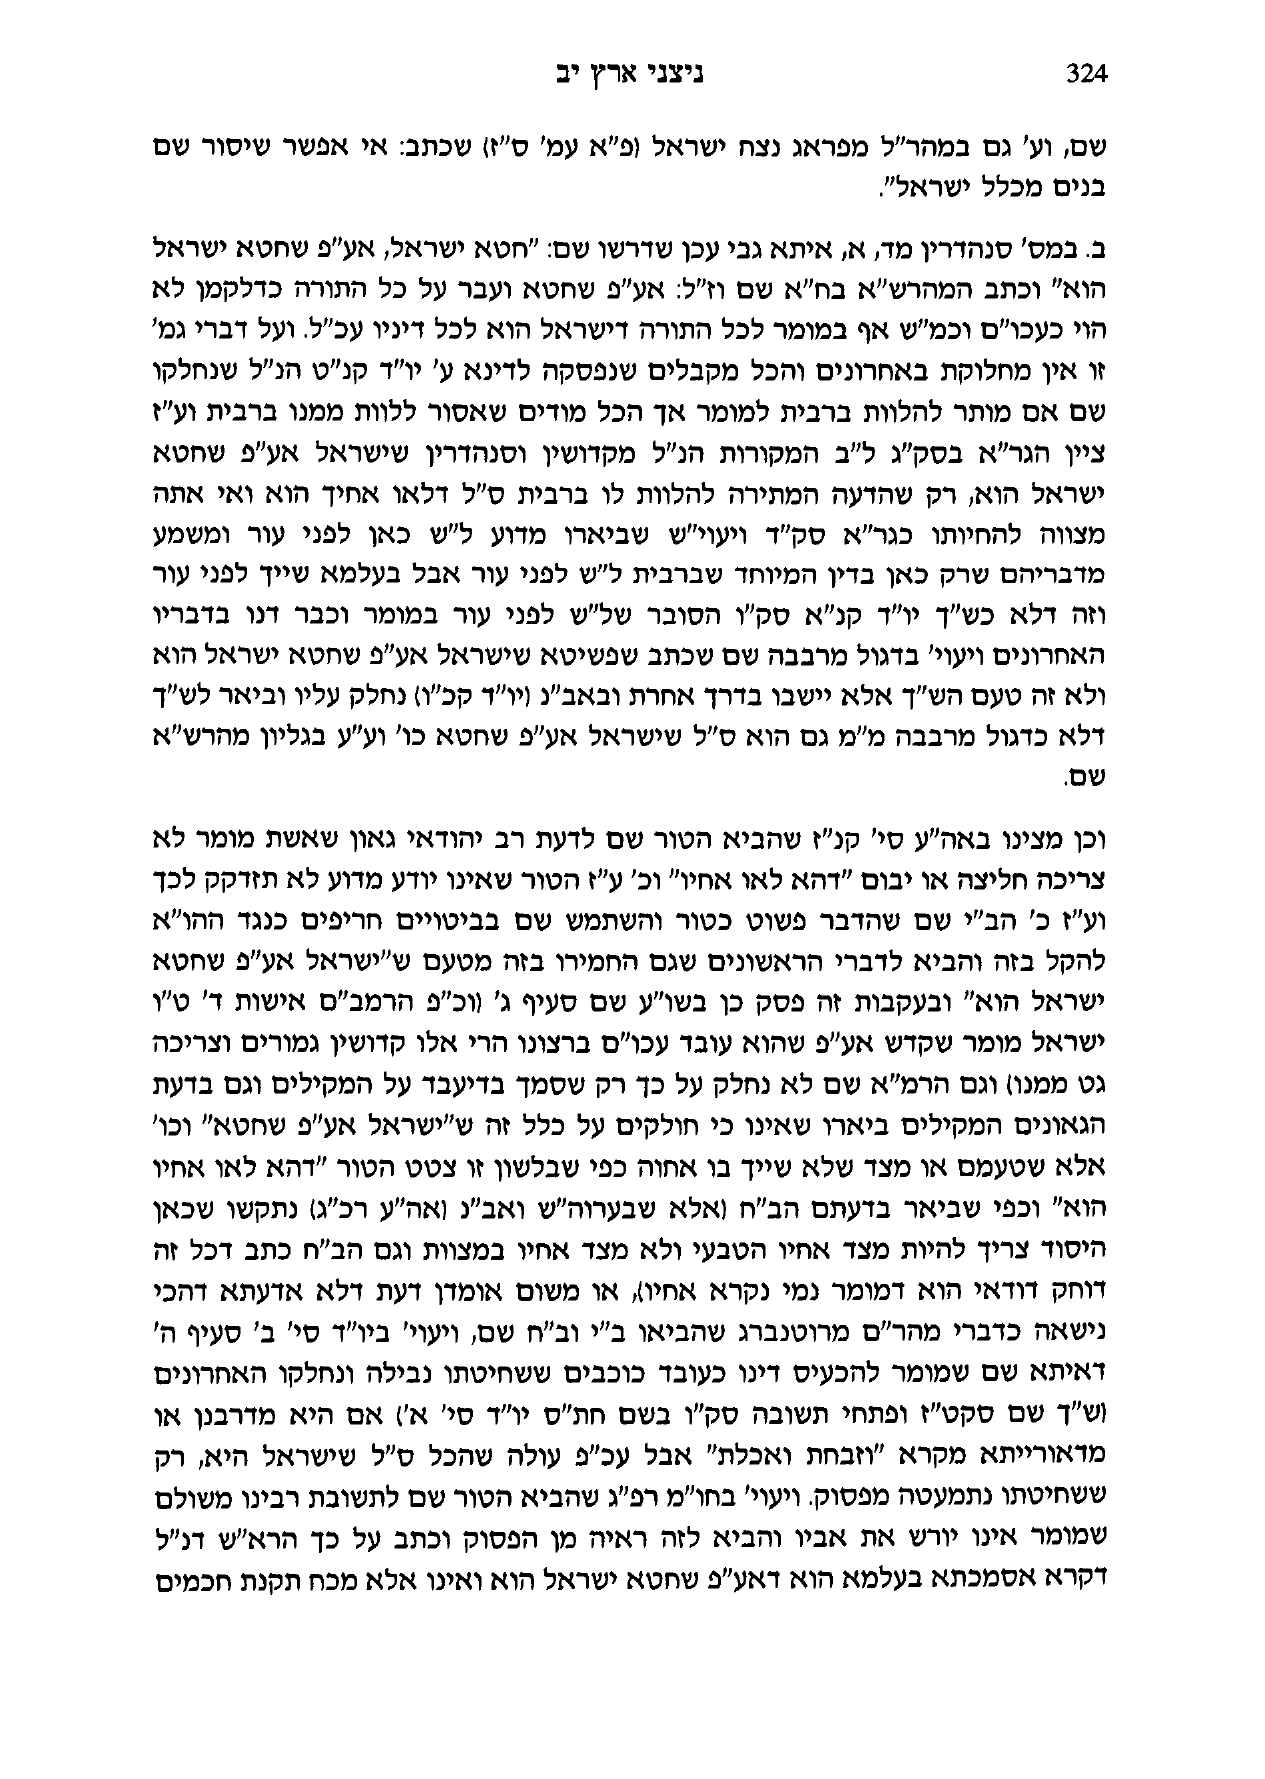 324
ניצני ארץ יב
שם, וע' גם במהר"ל מפראג נצח ישראל (פ"א עמ' ס"ז) שכתב: אי אפשר שיסור שם
בנים מכלל ישראל".
ב. במס' סנהדרין מד, א, איתא גבי עכן שדרשו שם: "חטא ישראל, אע"פ שחטא ישראל
הוא" וכתב המהרש"א בח"א שם וז"ל: אע"פ שחטא ועבר על כל התורה כדלקמן לא
הוי כעכו"ם וכמ"ש אף במומר לכל התורה דישראל הוא לכל דיניו עכ"ל. ועל דברי גמ'
זו אין מחלוקת באחרונים והכל מקבלים שנפסקה לדינא ע' יו"ד קנ"ט הנ"ל שנחלקו
שם אם מותר להלוות ברבית למומר אך הכל מודים שאסור ללוות ממנו ברבית וע"ז
ציין הגר"א בסק"ג ל"ב המקורות הנ"ל מקדושין וסנהדרין שישראל אע"פ שחטא
ישראל הוא, רק שהדעה המתירה להלוות לו ברבית ס"ל דלאו אחיך הוא ואי אתה
מצווה להחיותו כגר"א סק"ד ויעוי"ש שביארו מדוע ל"ש כאן לפני עור ומשמע
מדבריהם שרק כאן בדין המיוחד שברבית ל"ש לפני עור אבל בעלמא שייך לפני עור
וזה דלא כש"ך יו"ד קנ"א סק"ו הסובר של"ש לפני עור במומר וכבר דנו בדבריו
האחרונים ויעוי' בדגול מרבבה שם שכתב שפשיטא שישראל אע"פ שחטא ישראל הוא
ולא זה טעם הש"ך אלא יישבו בדרך אחרת ובאב"נ (יו"ד קכ"ו) נחלק עליו וביאר לש"ך
דלא כדגול מרבבה מ"מ גם הוא ס"ל שישראל אע"פ שחטא כו' וע"ע בגליון מהרש"א
שם.
וכן מצינו באה"ע סי' קנ"ז שהביא הטור שם לדעת רב יהודאי גאון שאשת מומר לא
צריכה חליצה או יבום "דהא לאו אחיו" וכ' ע"ז הטור שאינו יודע מדוע לא תזדקק לכך
וע"ז כ' הב"י שם שהדבר פשוט כטור והשתמש שם בביטויים חריפים כנגד ההו"א
להקל בזה והביא לדברי הראשונים שגם החמירו בזה מטעם ש"ישראל אע"פ שחטא
ישראל הוא" ובעקבות זה פסק כן בשו"ע שם סעיף ג' (וכ"פ הרמב"ם אישות ד' ט"ו
ישראל מומר שקדש אע"פ שהוא עובד עכו"ם ברצונו הרי אלו קדושין גמורים וצריכה
גט ממנו) וגם הרמ"א שם לא נחלק על כך רק שסמך בדיעבד על המקילים וגם בדעת
הגאונים המקילים ביארו שאינו כי חולקים על כלל זה ש"ישראל אע"פ שחטא" וכו'
אלא שטעמם או מצד שלא שייך בו אחוה כפי שבלשון זו צטט הטור "דהא לאו אחיו
הוא" וכפי שביאר בדעתם הב"ח (אלא שבערוה"ש ואב"נ (אה"ע רכ"ג) נתקשו שכאן
היסוד צריך להיות מצד אחיו הטבעי ולא מצד אחיו במצוות וגם הב"ח כתב דכל זה
דוחק דודאי הוא דמומר נמי נקרא אחיו), או משום אומדן דעת דלא אדעתא דהכי
נישאה כדברי מהר"ם מרוטנברג שהביאו ב"י וב"ח שם, ויעוי' ביו"ד סי' ב' סעיף ה'
דאיתא שם שמומר להכעיס דינו כעובד כוכבים ששחיטתו נבילה ונחלקו האחרונים
(ש"ך שם סקט"ז ופתחי תשובה סק"ו בשם חת"ס יו"ד סי' א') אם היא מדרבנן או
מדאורייתא מקרא "וזבחת ואכלת" אבל עכ"פ עולה שהכל ס"ל שישראל היא, רק
ששחיטתו נתמעטה מפסוק. ויעוי' בחו"מ רפ"ג שהביא הטור שם לתשובת רבינו משולם
שמומר אינו יורש את אביו והביא לזה ראיה מן הפסוק וכתב על כך הרא"ש דנ"ל
דקרא אסמכתא בעלמא הוא דאע"פ שחטא ישראל הוא ואינו אלא מכח תקנת חכמים